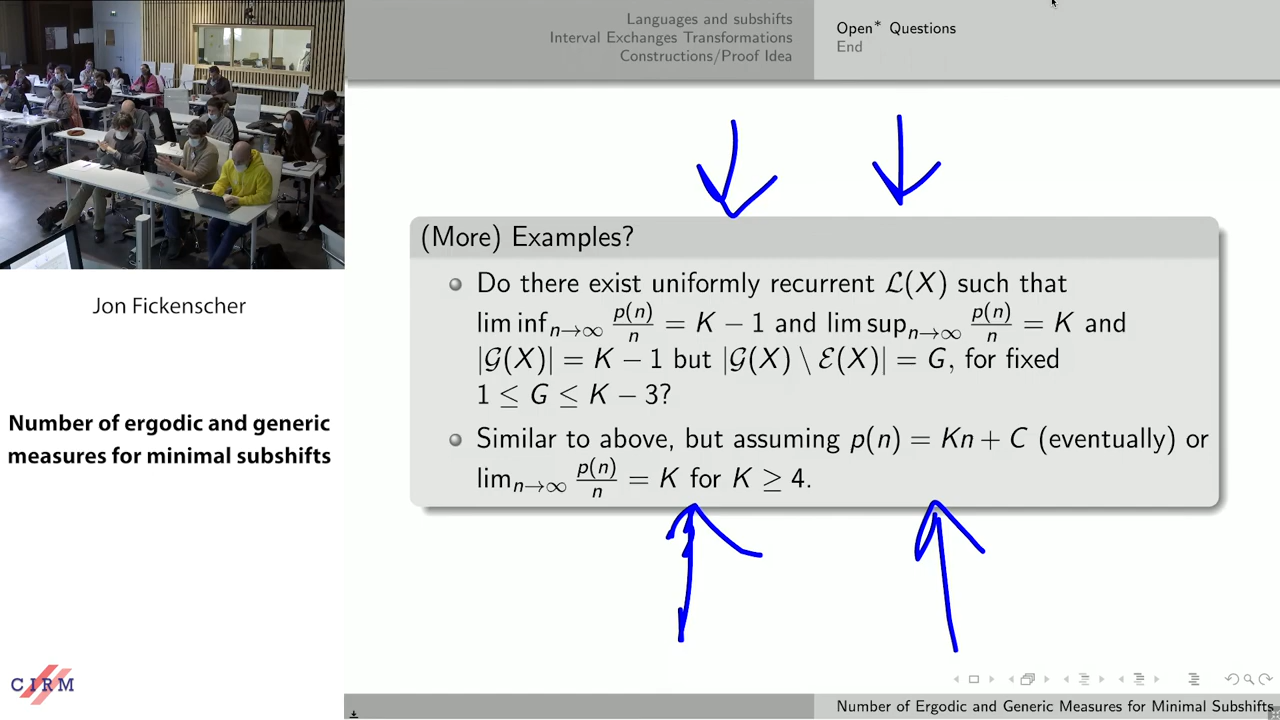 Languages and subshifts
Interval Exchanges Transformations
Constructions/Proof Idea
Open* Questions
End
(More) Examples?
Do there exist uniformly recurrent ℒ(X) such that
lim inf_{n→∞} p(n)/n = K − 1 and lim sup_{n→∞} p(n)/n = K and
|𝒢(X)| = K − 1 but |𝒢(X) \ ℰ(X)| = G, for fixed
1 ≤ G ≤ K − 3?
Similar to above, but assuming p(n) = Kn + C (eventually) or
lim_{n→∞} p(n)/n = K for K ≥ 4.
Jon Fickenscher
Number of ergodic and generic
measures for minimal subshifts
CIRM
Number of Ergodic and Generic Measures for Minimal Subshifts